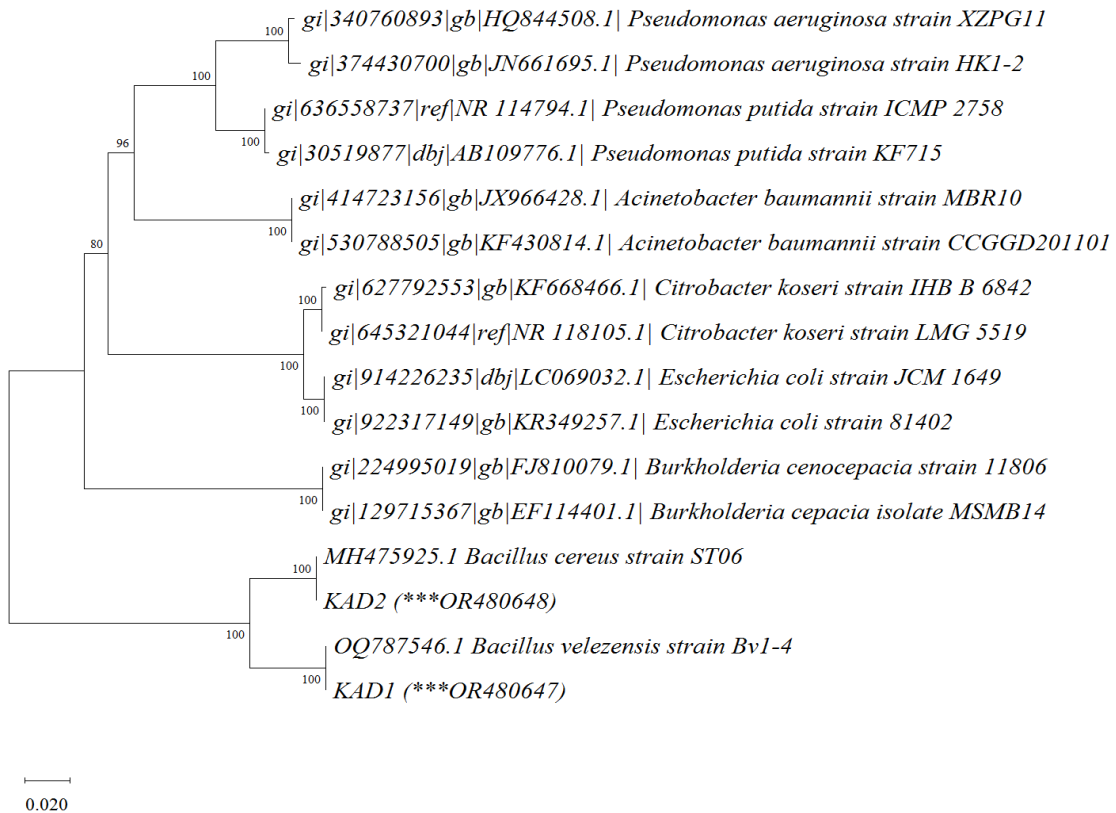 gi|340760893|gb|HQ844508.1| Pseudomonas aeruginosa strain XZPG11
100
gi|374430700|gb|JN661695.1| Pseudomonas aeruginosa strain HK1-2
100
gi|636558737|ref|NR 114794.1| Pseudomonas putida strain ICMP 2758
100
96
gi|30519877|dbj|AB109776.1| Pseudomonas putida strain KF715
gi|414723156|gb|JX966428.1| Acinetobacter baumannii strain MBR10
100
80
gi|530788505|gb|KF430814.1| Acinetobacter baumannii strain CCGGD201101
gi|627792553|gb|KF668466.1| Citrobacter koseri strain IHB B 6842
100
gi|645321044|ref|NR 118105.1| Citrobacter koseri strain LMG 5519
100
gi|914226235|dbj|LC069032.1| Escherichia coli strain JCM 1649
100
gi|922317149|gb|KR349257.1| Escherichia coli strain 81402
gi|224995019|gb|FJ810079.1| Burkholderia cenocepacia strain 11806
100
gi|129715367|gb|EF114401.1| Burkholderia cepacia isolate MSMB14
MH475925.1 Bacillus cereus strain ST06
100
KAD2 (***OR480648)
100
OQ787546.1 Bacillus velezensis strain Bv1-4
100
KAD1 (***OR480647)
0.020